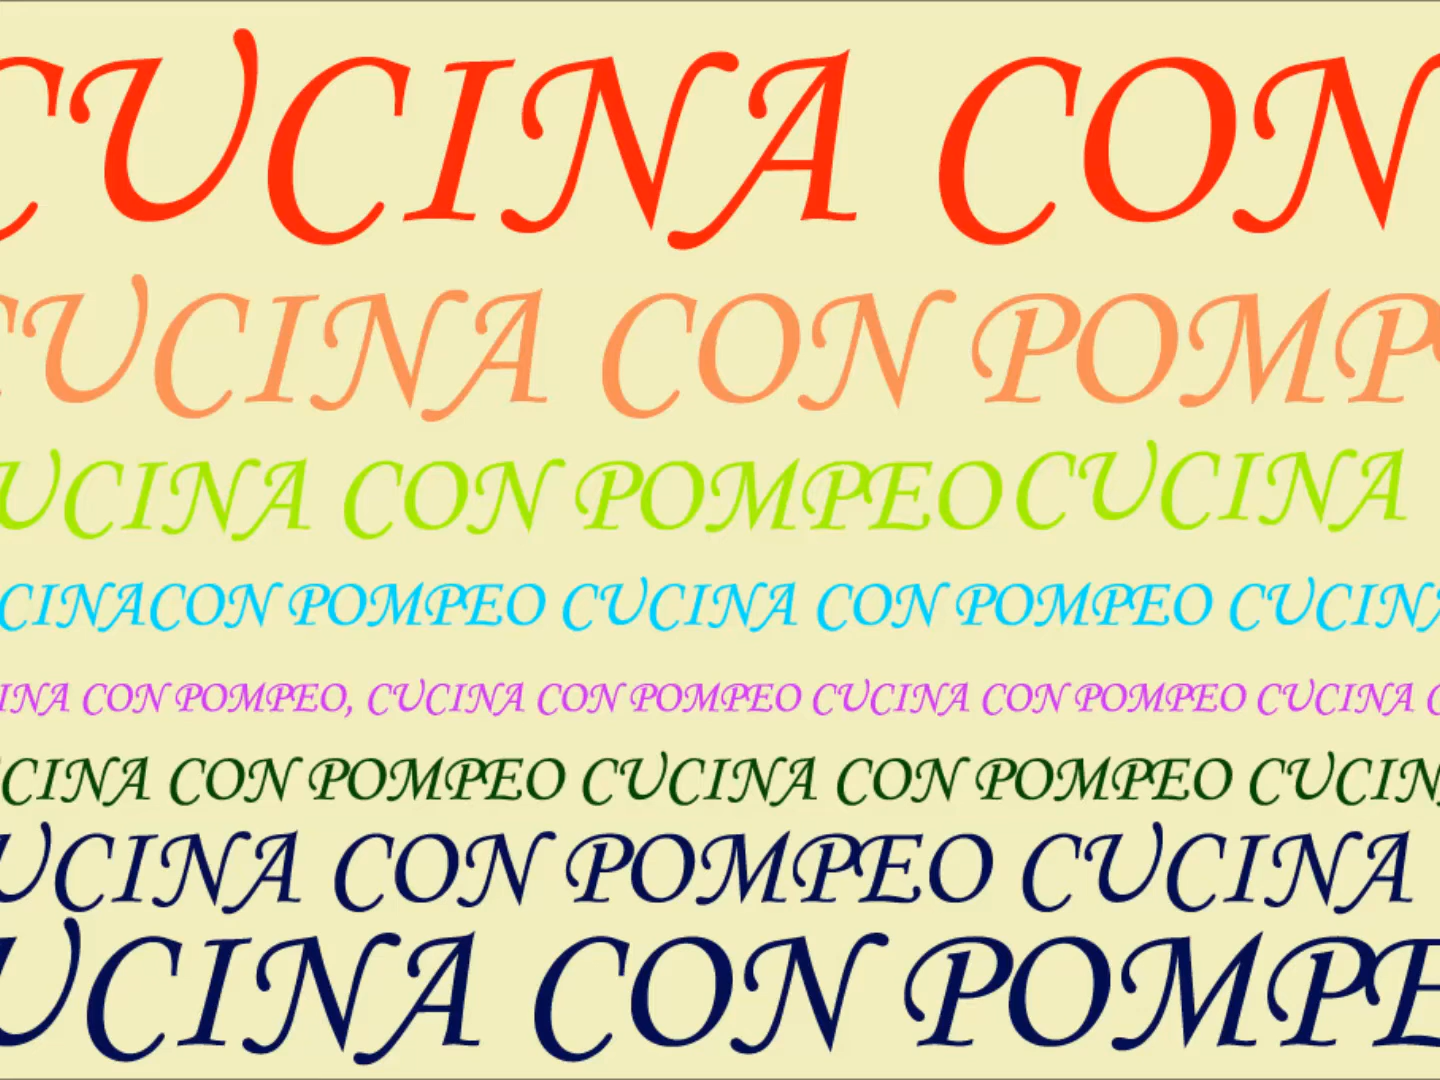 CUCINA CON
CUCINA CON POMP
UCINA CON POMPEO CUCINA
CINACON POMPEO CUCINA CON POMPEO CUCINA
INA CON POMPEO, CUCINA CON POMPEO CUCINA CON POMPEO CUCINA C
CINA CON POMPEO CUCINA CON POMPEO CUCIN
UCINA CON POMPEO CUCINA
UCINA CON POMPE